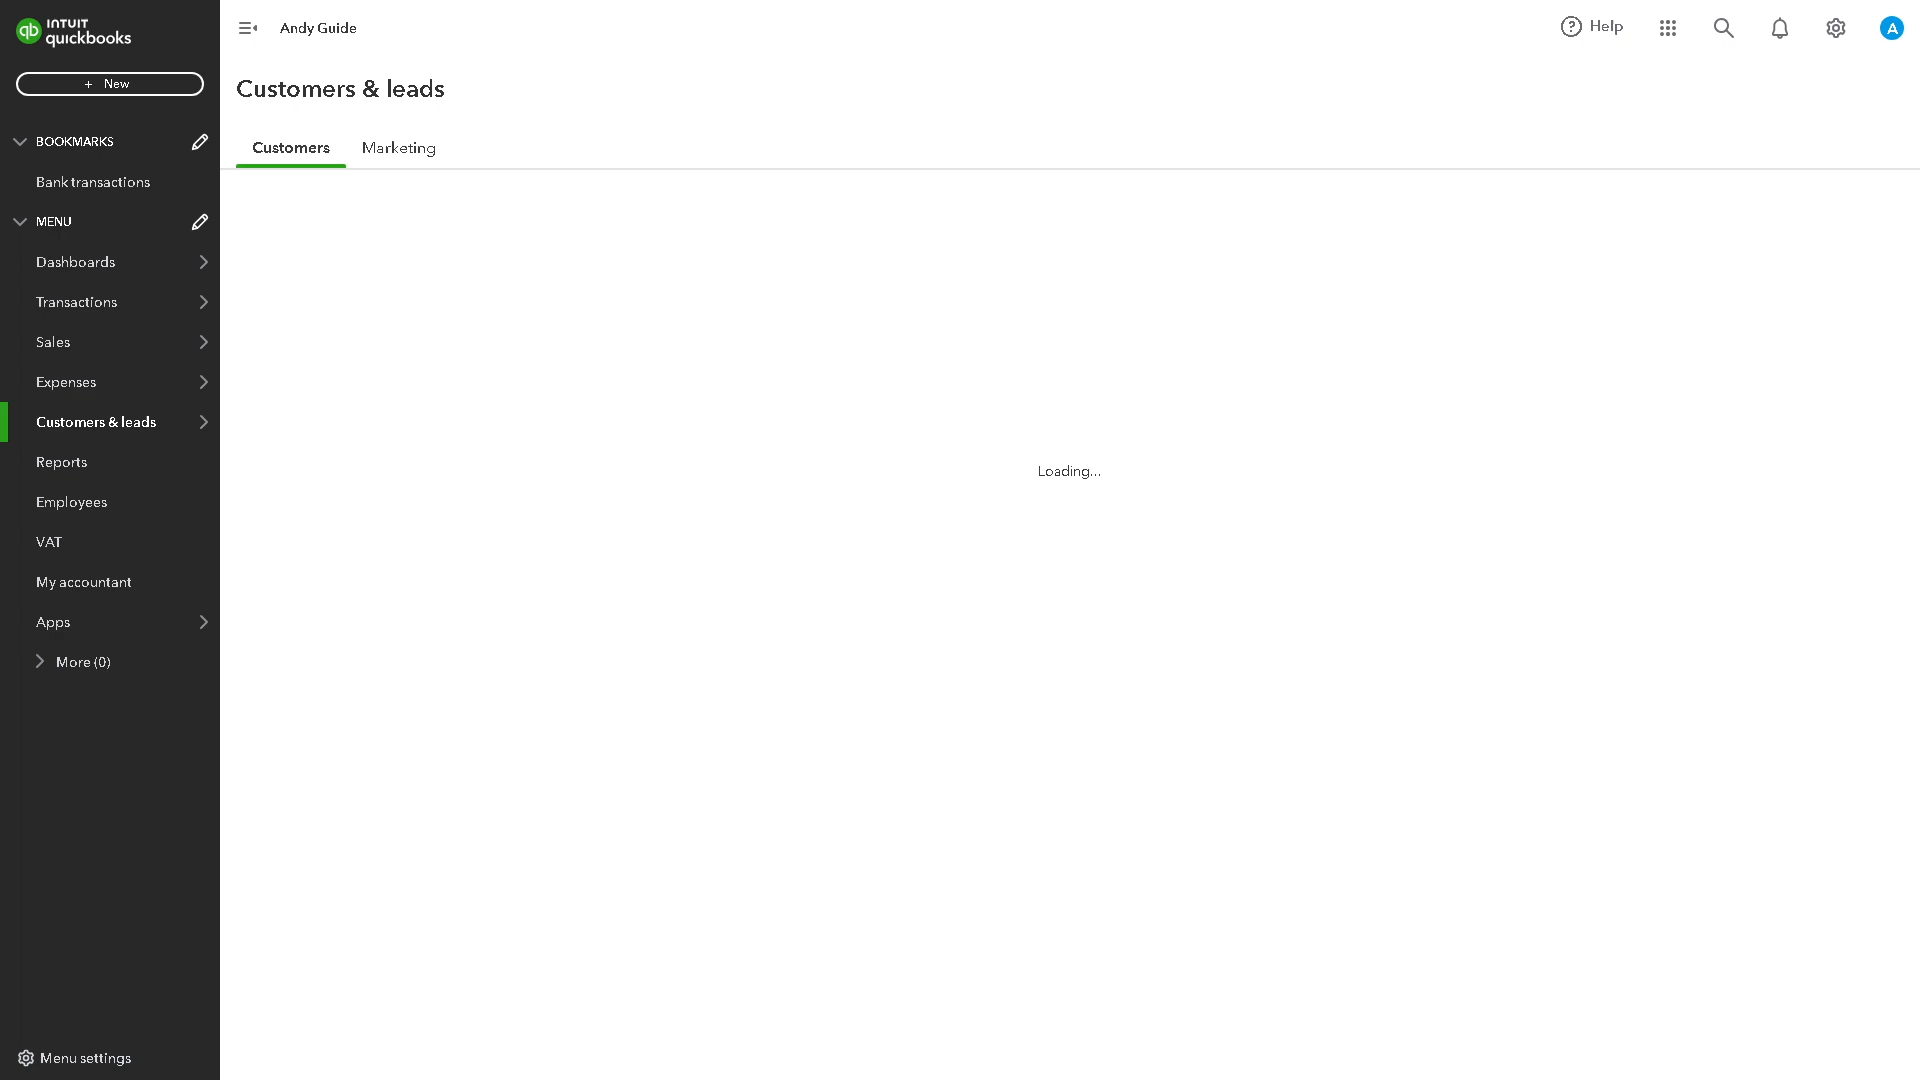 INTUIT
quickbooks
+ New
BOOKMARKS
Bank transactions
MENU
Dashboards
Transactions
Sales
Expenses
Customers & leads
Reports
Employees
VAT
My accountant
Apps
More (0)
Menu settings
Andy Guide
Help
A
Customers & leads
Customers
Marketing
Loading...